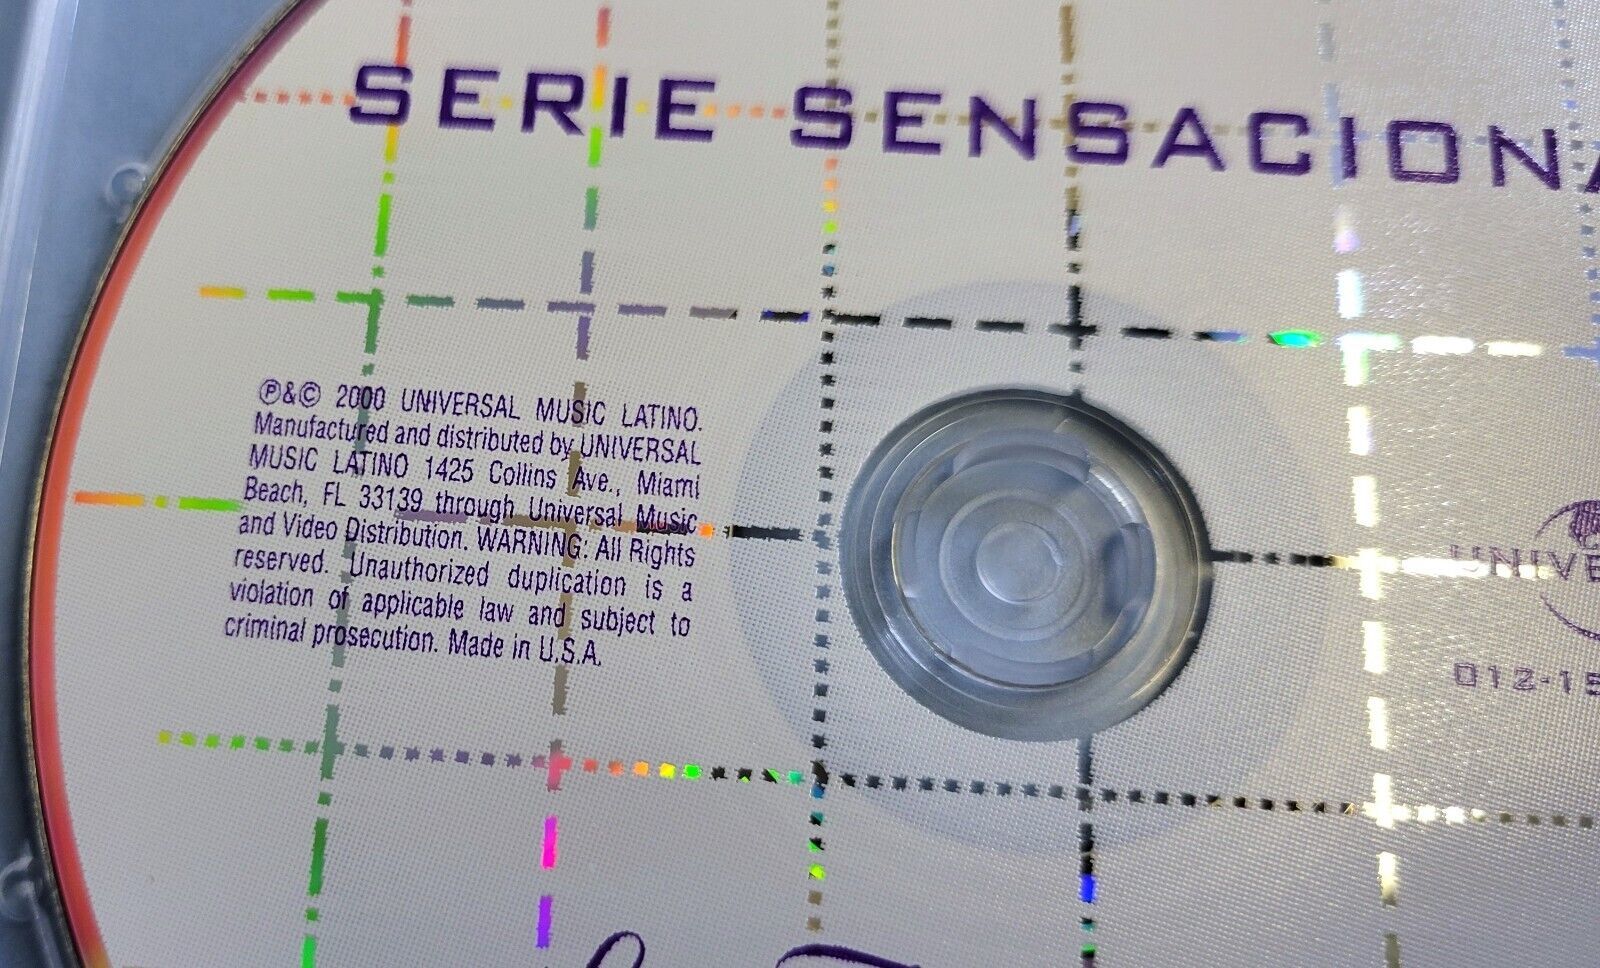 SERIE SENSACIONA
℗&© 2000 UNIVERSAL MUSIC LATINO.
Manufactured and distributed by UNIVERSAL
MUSIC LATINO 1425 Collins Ave., Miami
Beach, FL 33139 through Universal Music
and Video Distribution. WARNING: All Rights
reserved. Unauthorized duplication is a
violation of applicable law and subject to
criminal prosecution. Made in U.S.A.
UNIVE
012-15